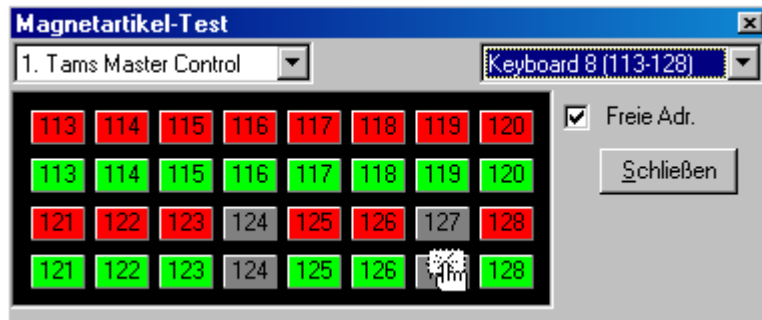 Magnetartikel-Test
1. Tams Master Control Keyboard 8 (113-128)
113 114 115 116 117 118 119 120 Freie Adr.
113 114 115 116 117 118 119 120 Schließen
121 122 123 124 125 126 127 128
121 122 123 124 125 126 128